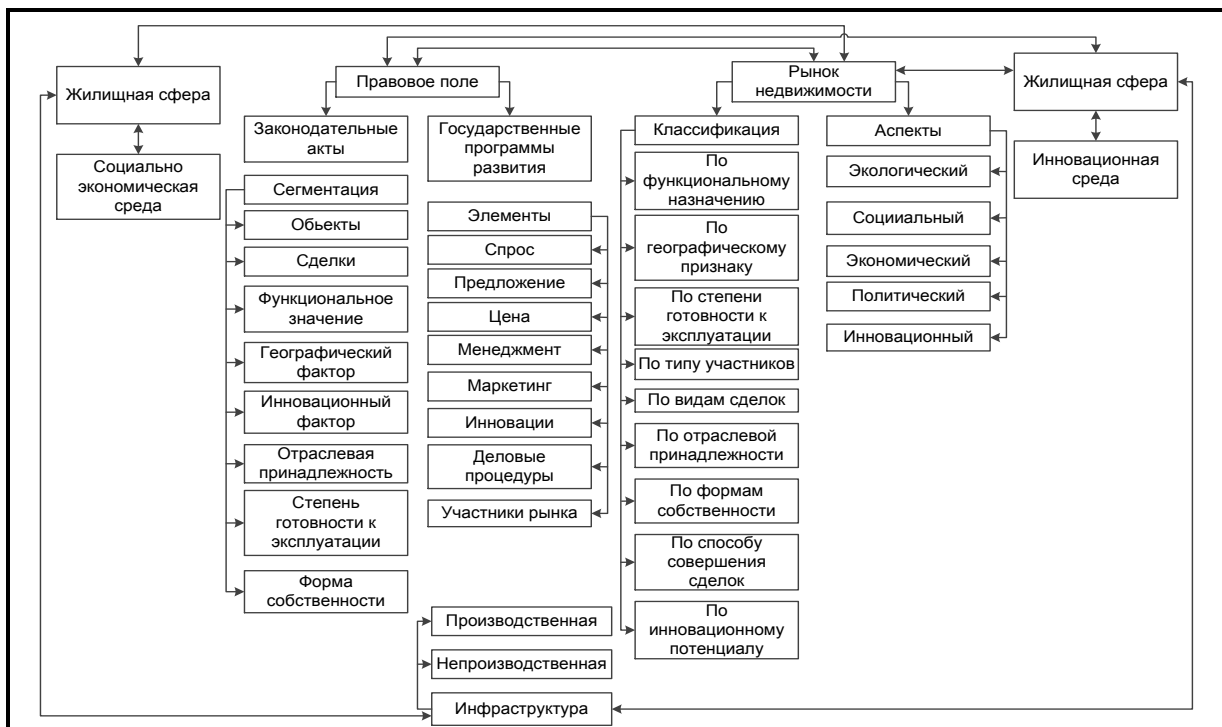 Жилищная сфера
Социально
экономическая
среда
Правовое поле
Законодательные
акты
Государственные
программы
развития
Сегментация
Обьекты
Сделки
Функциональное
значение
Географический
фактор
Инновационный
фактор
Отраслевая
принадлежность
Степень
готовности к
эксплуатации
Форма
собственности
Элементы
Спрос
Предложение
Цена
Менеджмент
Маркетинг
Инновации
Деловые
процедуры
Участники рынка
Производственная
Непроизводственная
Инфраструктура
Рынок
недвижимости
Классификация
По
функциональному
назначению
По
географическому
признаку
По степени
готовности к
эксплуатации
По типу участников
По видам сделок
По отраслевой
принадлежности
По формам
собственности
По способу
совершения
сделок
По
инновационному
потенциалу
Аспекты
Экологический
Социиальный
Экономический
Политический
Инновационный
Жилищная сфера
Инновационная
среда